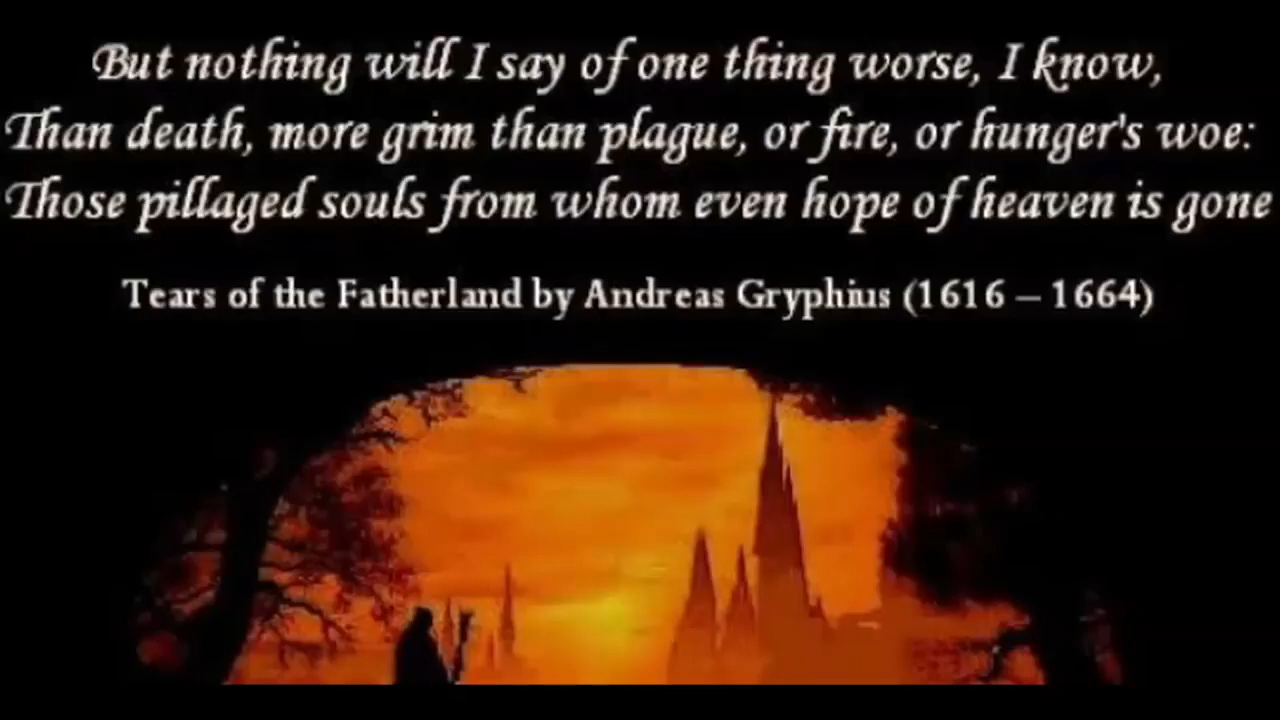 But nothing will I say of one thing worse, I know,
Than death, more grim than plague, or fire, or hunger's woe:
Those pillaged souls from whom even hope of heaven is gone
Tears of the Fatherland by Andreas Gryphius (1616 – 1664)